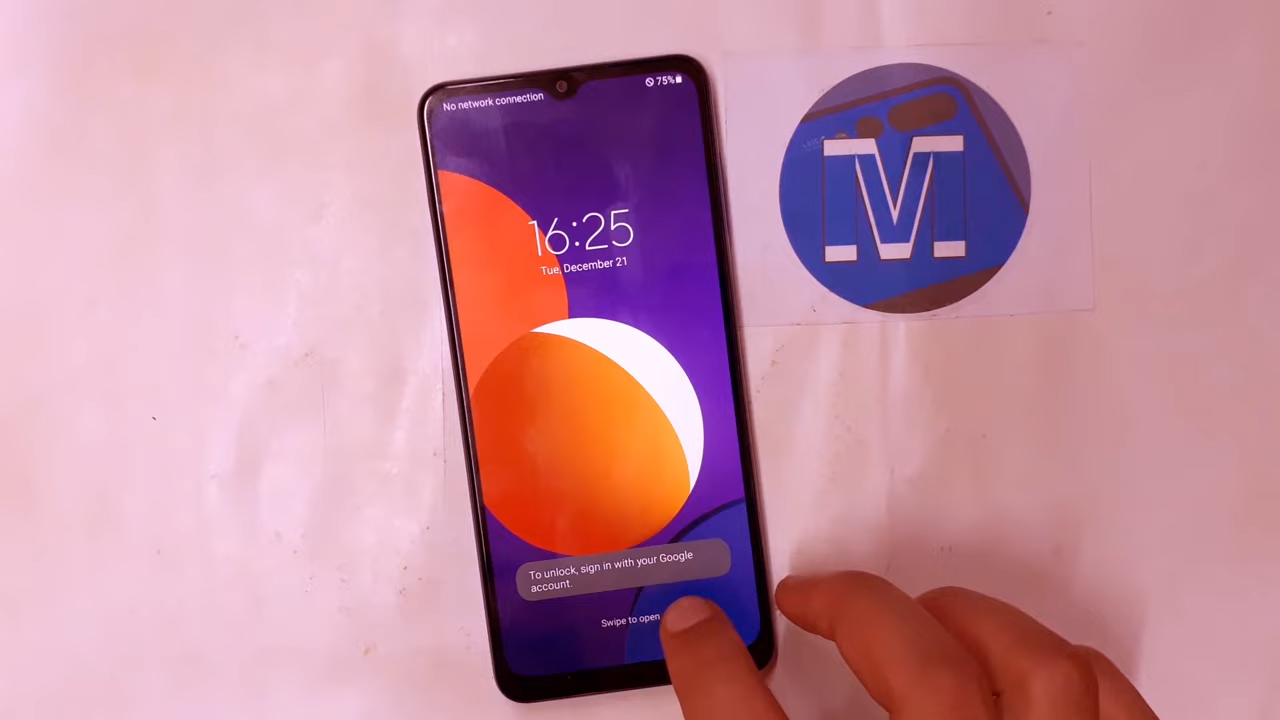 No network connection
75%
16:25
Tue, December 21
To unlock, sign in with your Google
account.
Swipe to open
M